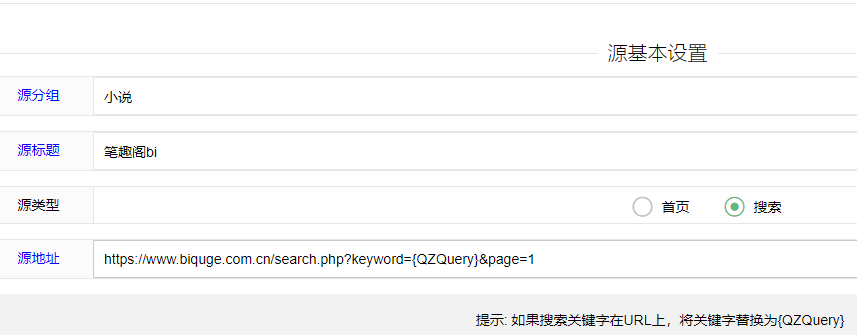 源基本设置
源分组 小说
源标题 笔趣阁bi
源类型 首页 搜索
源地址 https://www.biquge.com.cn/search.php?keyword={QZQuery}&page=1
提示: 如果搜索关键字在URL上，将关键字替换为{QZQuery}